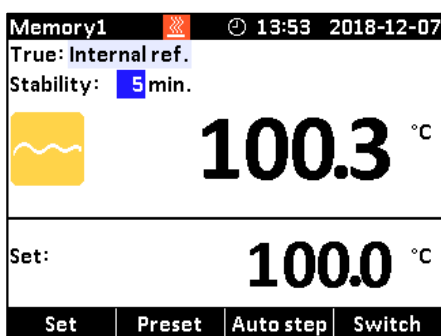 Memory1 13:53 2018-12-07
True: Internal ref.
Stability: 5 min.
100.3 °C
Set: 100.0 °C
Set Preset Auto step Switch